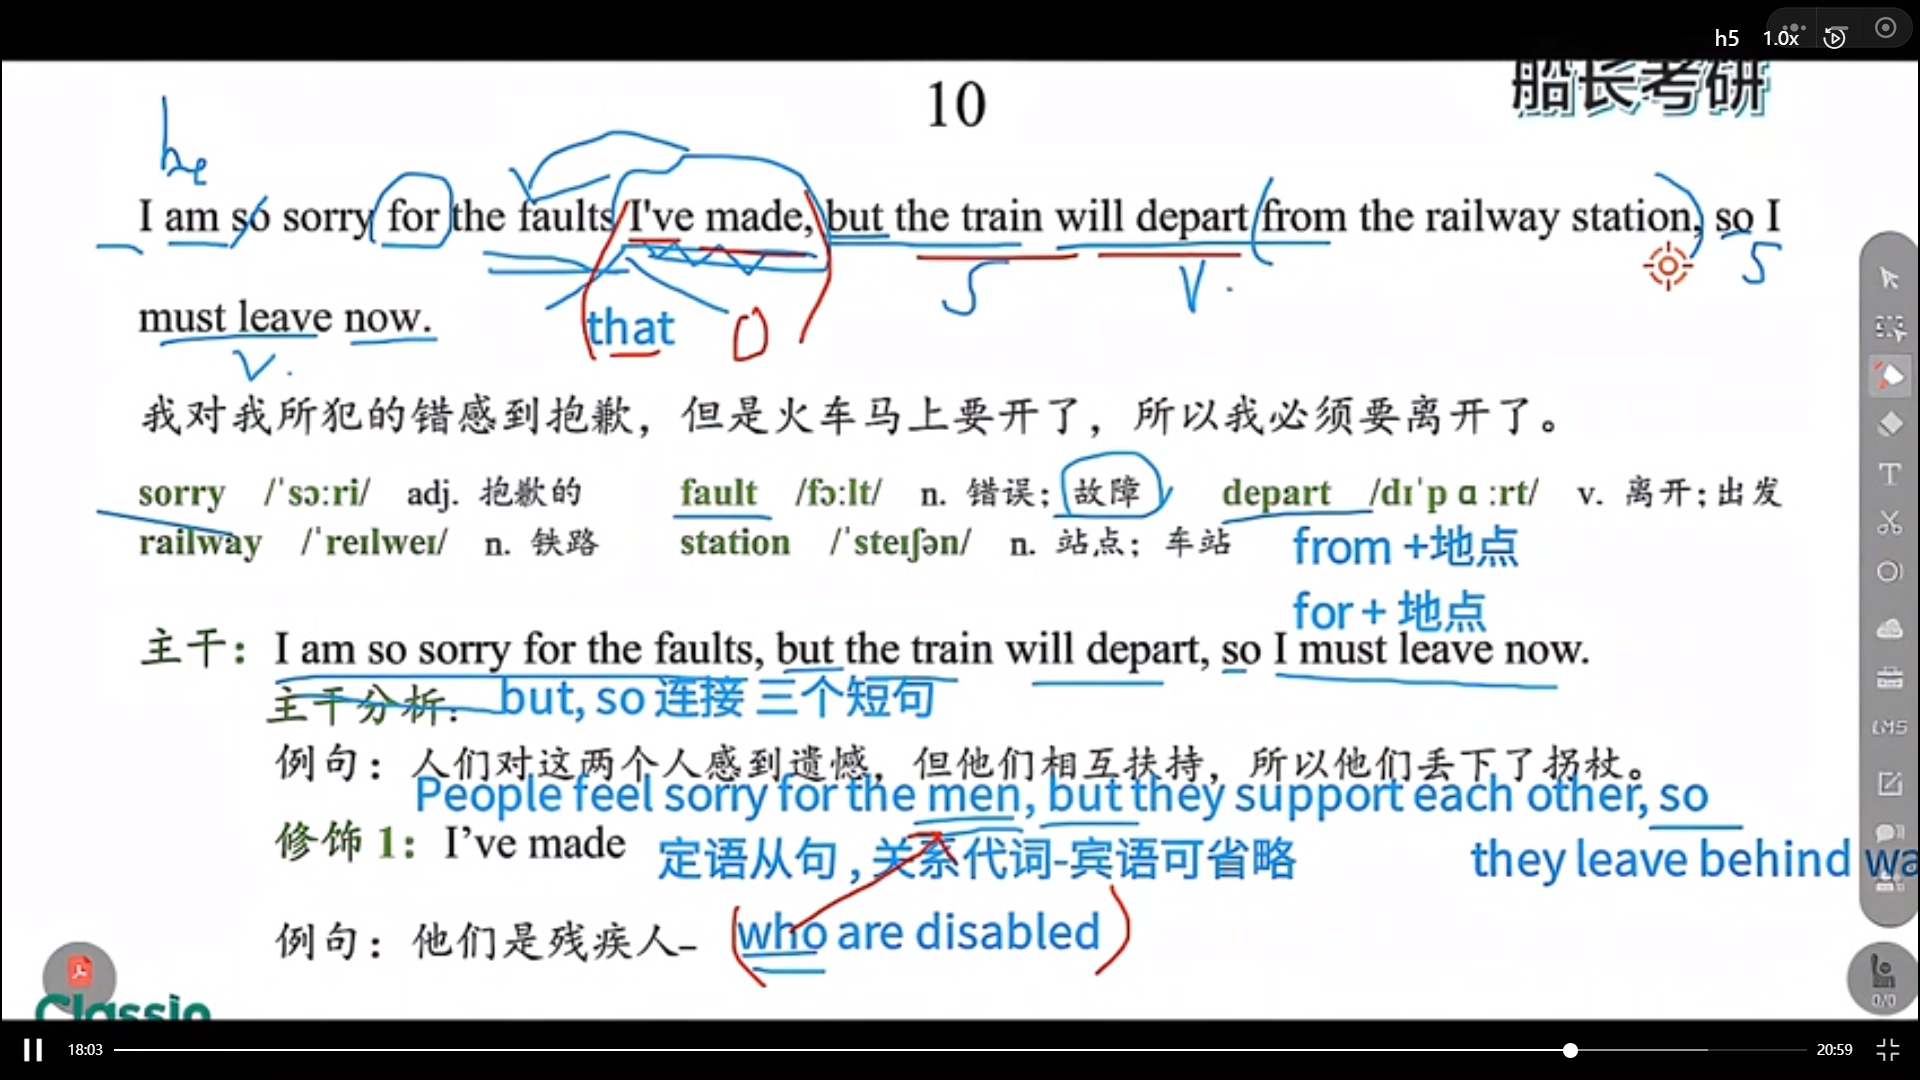 h5 1.0x
船长考研
10
he
I am so sorry for the faults I've made, but the train will depart from the railway station, so I
S V. S
must leave now.
that O
V.
我对我所犯的错感到抱歉，但是火车马上要开了，所以我必须要离开了。
sorry /ˈsɔːri/ adj. 抱歉的 fault /fɔːlt/ n. 错误；故障 depart /dɪˈpɑːrt/ v. 离开；出发
railway /ˈreɪlweɪ/ n. 铁路 station /ˈsteɪʃən/ n. 站点；车站 from +地点
for + 地点
主干：I am so sorry for the faults, but the train will depart, so I must leave now.
主干分析：but, so 连接 三个短句
例句：人们对这两个人感到遗憾，但他们相互扶持，所以他们丢下了拐杖。
People feel sorry for the men, but they support each other, so
修饰 1：I’ve made 定语从句 , 关系代词-宾语可省略 they leave behind
例句：他们是残疾人– (who are disabled)
Classin
T
LMS
0/0
18:03 20:59